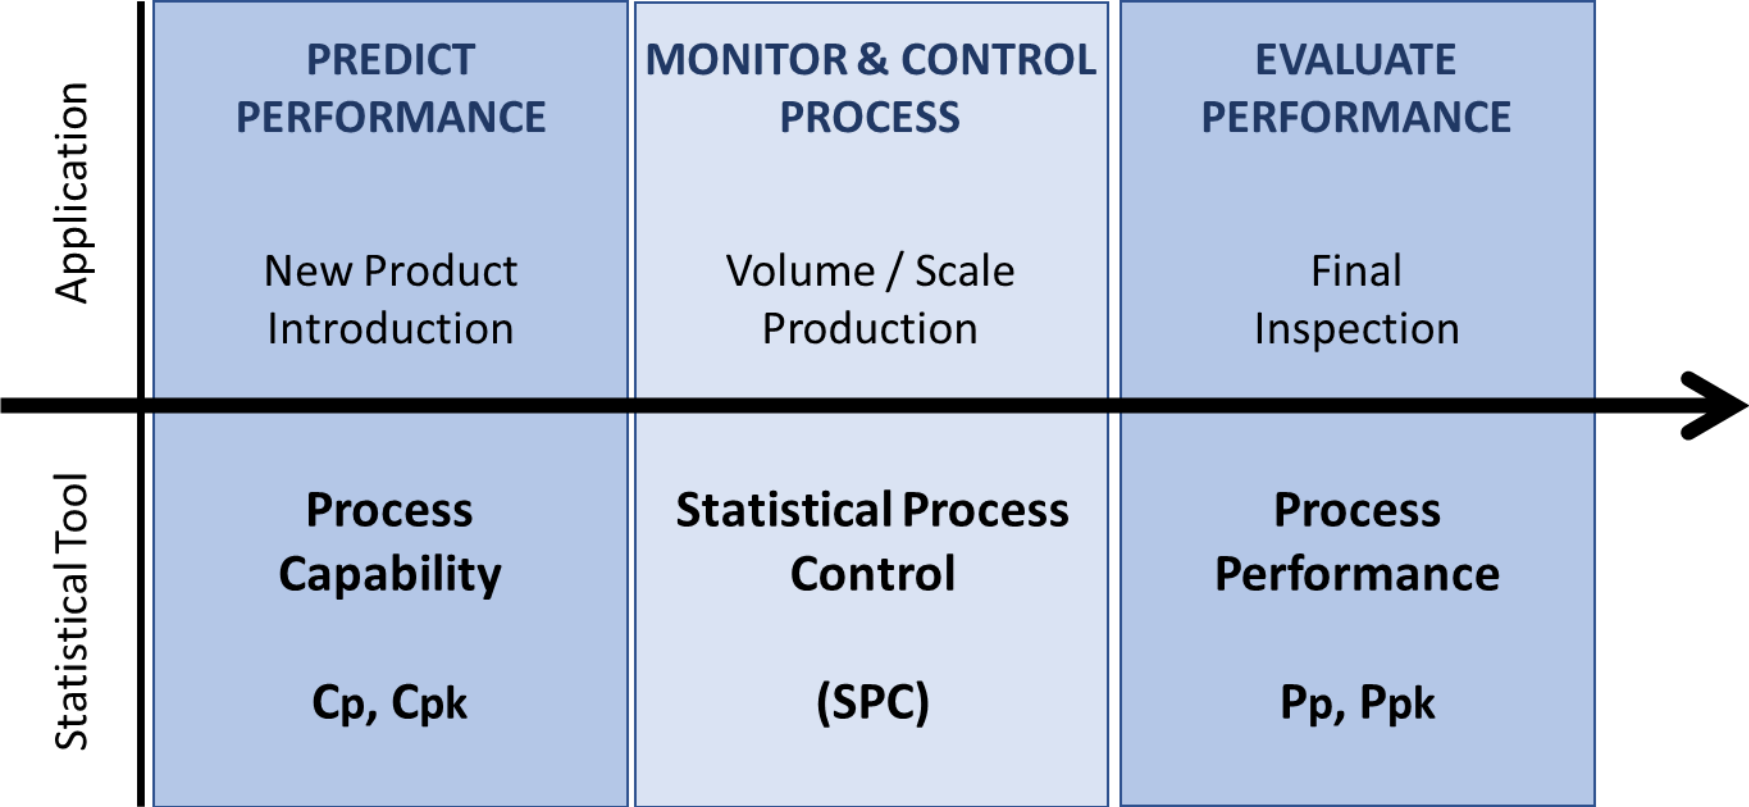 Application
PREDICT
PERFORMANCE
New Product
Introduction
MONITOR & CONTROL
PROCESS
Volume / Scale
Production
EVALUATE
PERFORMANCE
Final
Inspection
Statistical Tool
Process
Capability
Cp, Cpk
Statistical Process
Control
(SPC)
Process
Performance
Pp, Ppk